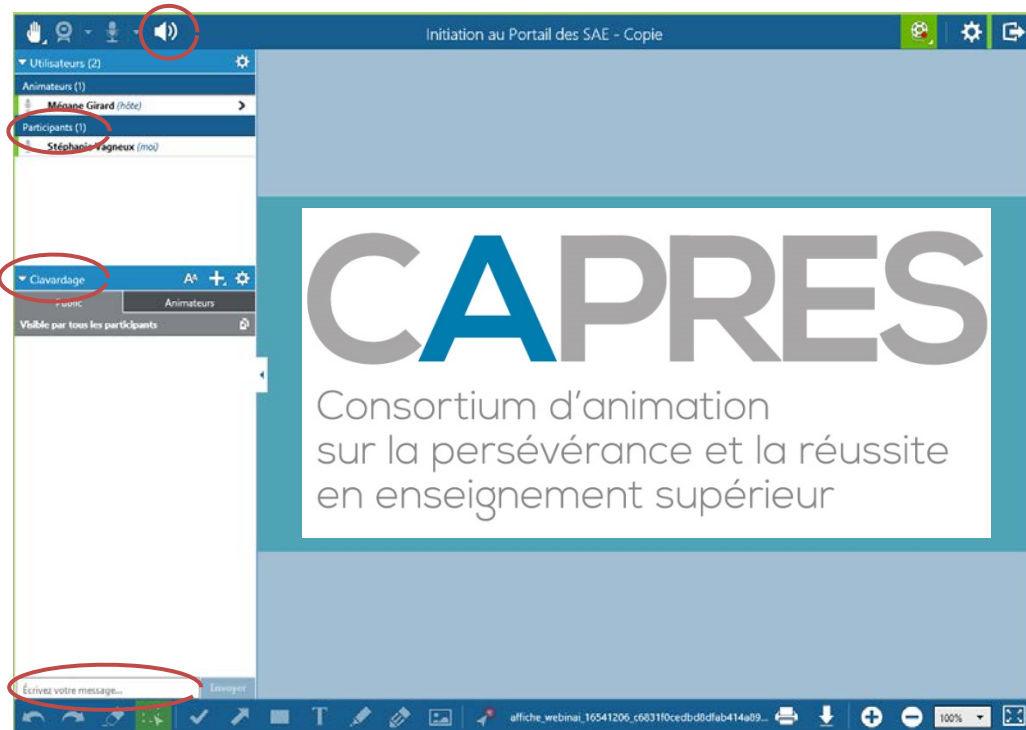 Initiation au Portail des SAE - Copie
Utilisateurs (2)
Animateurs (1)
Mégane Girard (hôte)
Participants (1)
Stéphanie Vagneux (moi)
Clavardage
AA
Public
Animateurs
Visible par tous les participants
CAPRES
Consortium d'animation
sur la persévérance et la réussite
en enseignement supérieur
Écrivez votre message...
Envoyer
T
100%